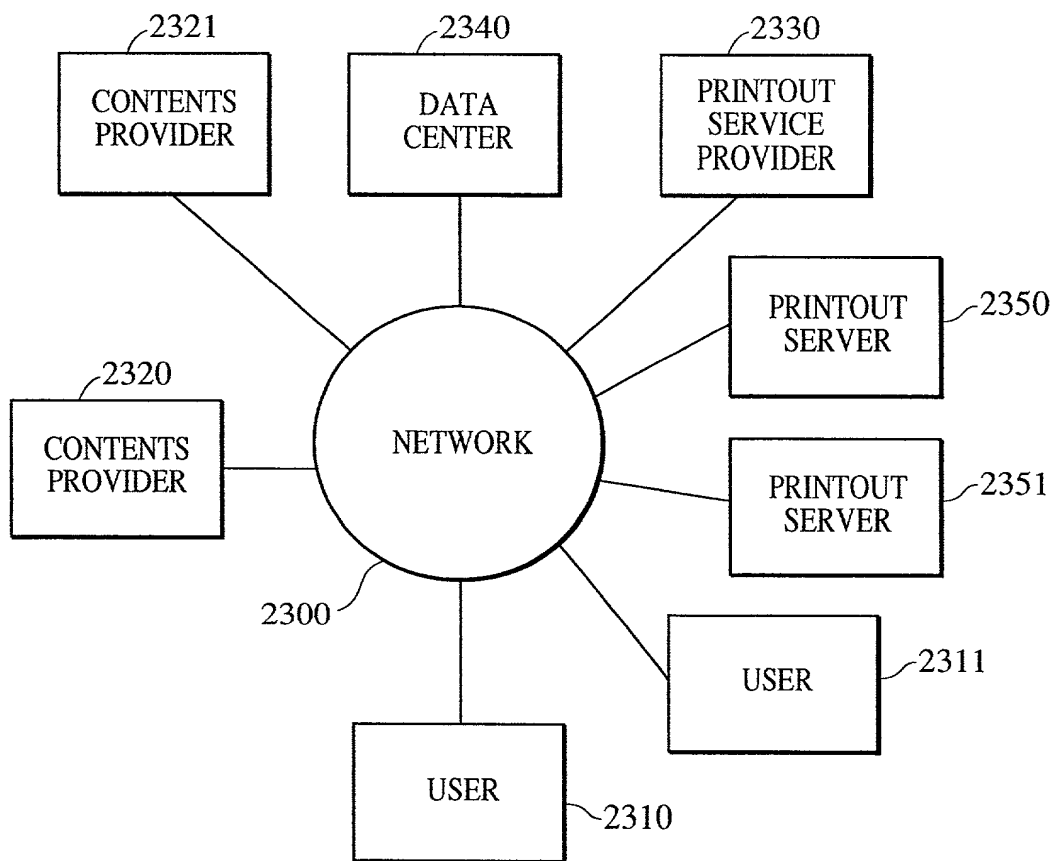 2321
CONTENTS
PROVIDER
2340
DATA
CENTER
2330
PRINTOUT
SERVICE
PROVIDER
2350
PRINTOUT
SERVER
2320
CONTENTS
PROVIDER
NETWORK
2351
PRINTOUT
SERVER
2300
2311
USER
2310
USER